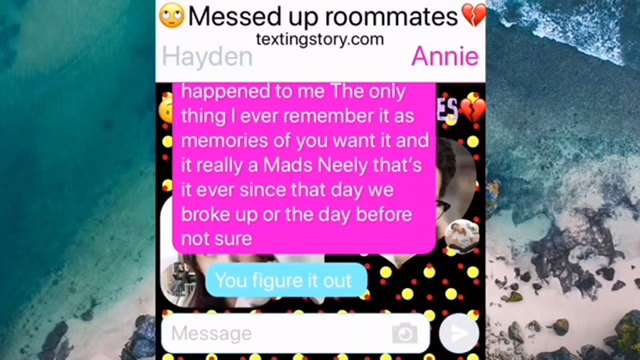 🙄Messed up roommates💔
textingstory.com
Hayden Annie
happened to me The only
thing I ever remember it as
memories of you want it and
it really a Mads Neely that’s
it ever since that day we
broke up or the day before
not sure
ES💔
You figure it out
Message